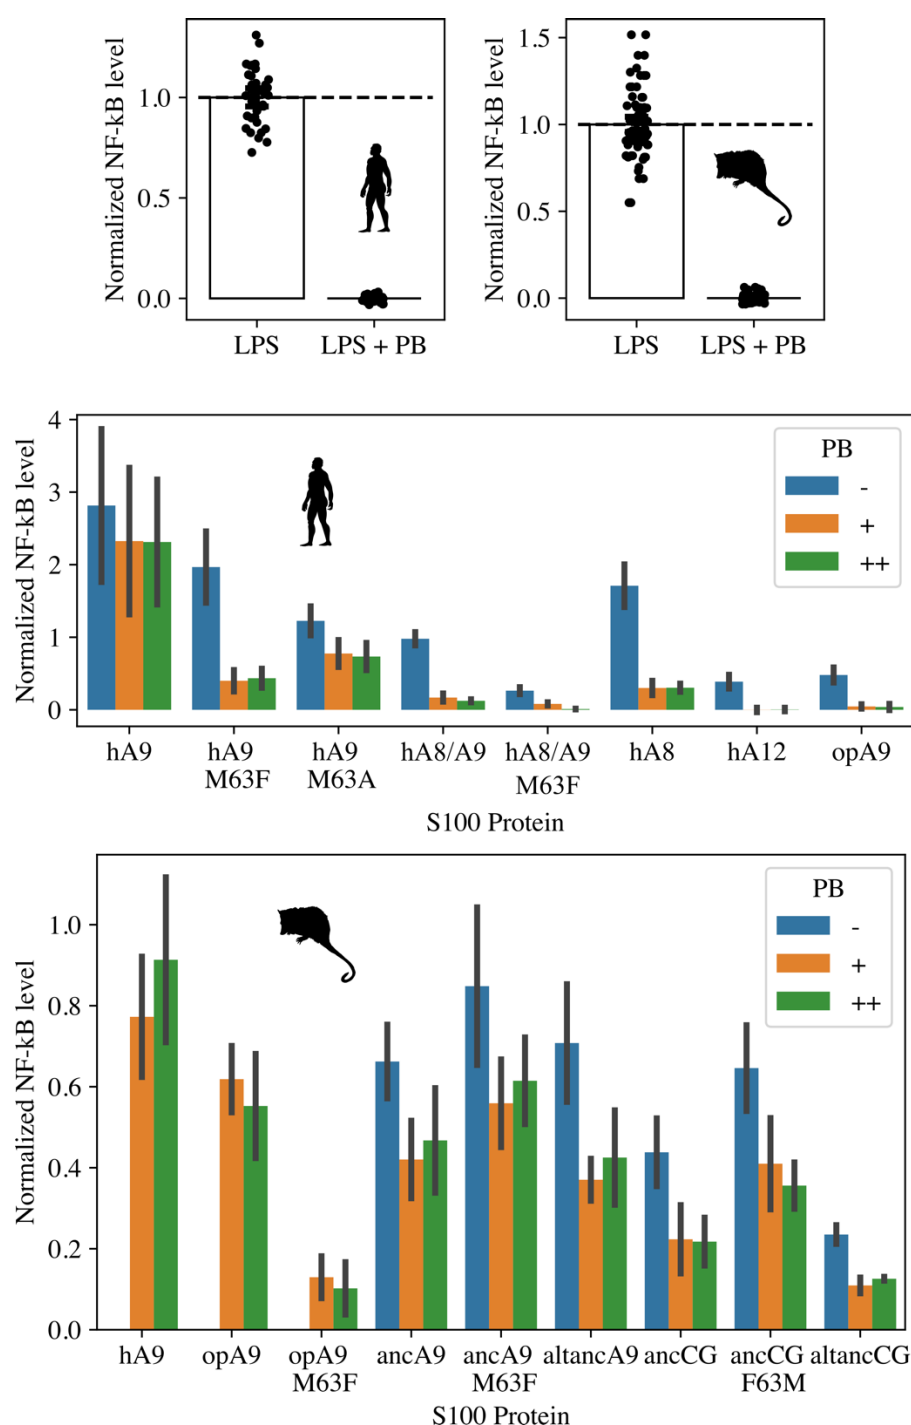 Normalized NF-kB level
1.0
0.5
0.0
LPS
LPS + PB
Normalized NF-kB level
1.5
1.0
0.5
0.0
LPS
LPS + PB
Normalized NF-kB level
4
3
2
1
0
PB
-
+
++
hA9
hA9
M63F
hA9
M63A
hA8/A9
hA8/A9
M63F
hA8
hA12
opA9
S100 Protein
Normalized NF-kB level
1.0
0.8
0.6
0.4
0.2
0.0
PB
-
+
++
hA9
opA9
opA9
M63F
ancA9
ancA9
M63F
altancA9
ancCG
ancCG
F63M
altancCG
S100 Protein